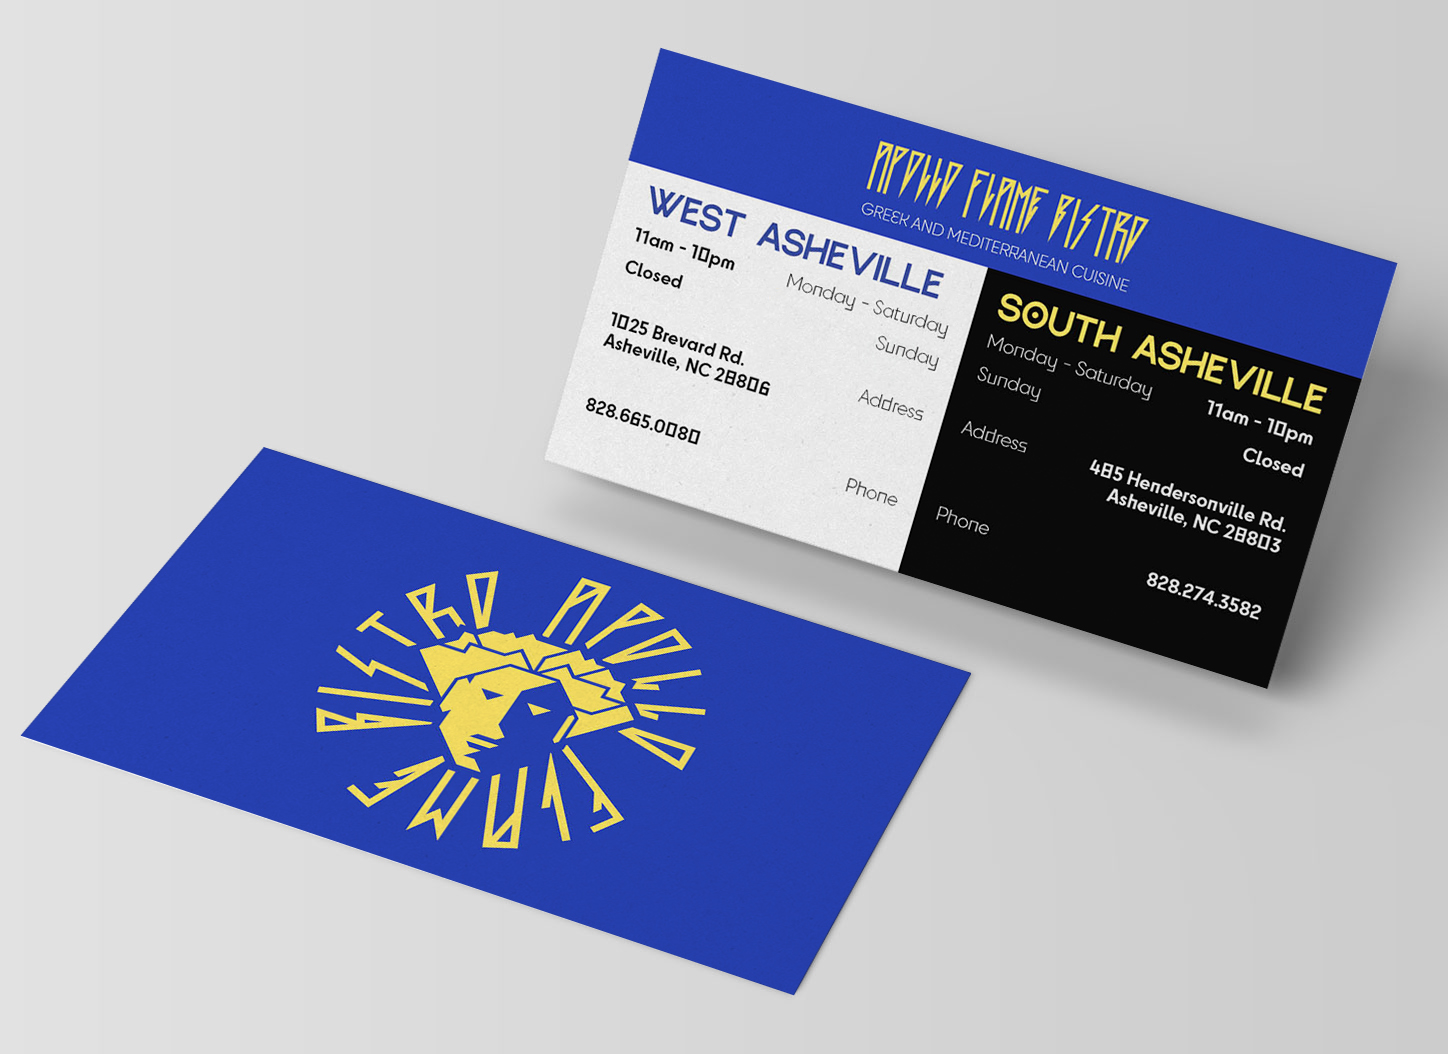 APOLLO FLAME BISTRO
GREEK AND MEDITERRANEAN CUISINE
WEST ASHEVILLE
11am - 10pm
Monday - Saturday
Closed
Sunday
1025 Brevard Rd.
Asheville, NC 28806
Address
828.665.0080
Phone
SOUTH ASHEVILLE
Monday - Saturday
11am - 10pm
Sunday
Closed
Address
485 Hendersonville Rd.
Asheville, NC 28803
Phone
828.274.3582
APOLLO FLAME BISTRO